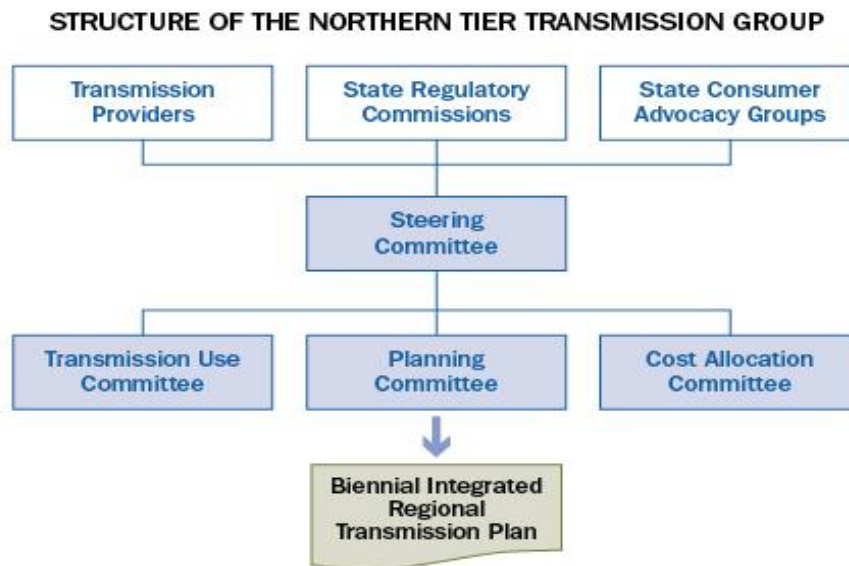 STRUCTURE OF THE NORTHERN TIER TRANSMISSION GROUP
Transmission
Providers
State Regulatory
Commissions
State Consumer
Advocacy Groups
Steering
Committee
Transmission Use
Committee
Planning
Committee
Cost Allocation
Committee
Biennial Integrated
Regional
Transmission Plan